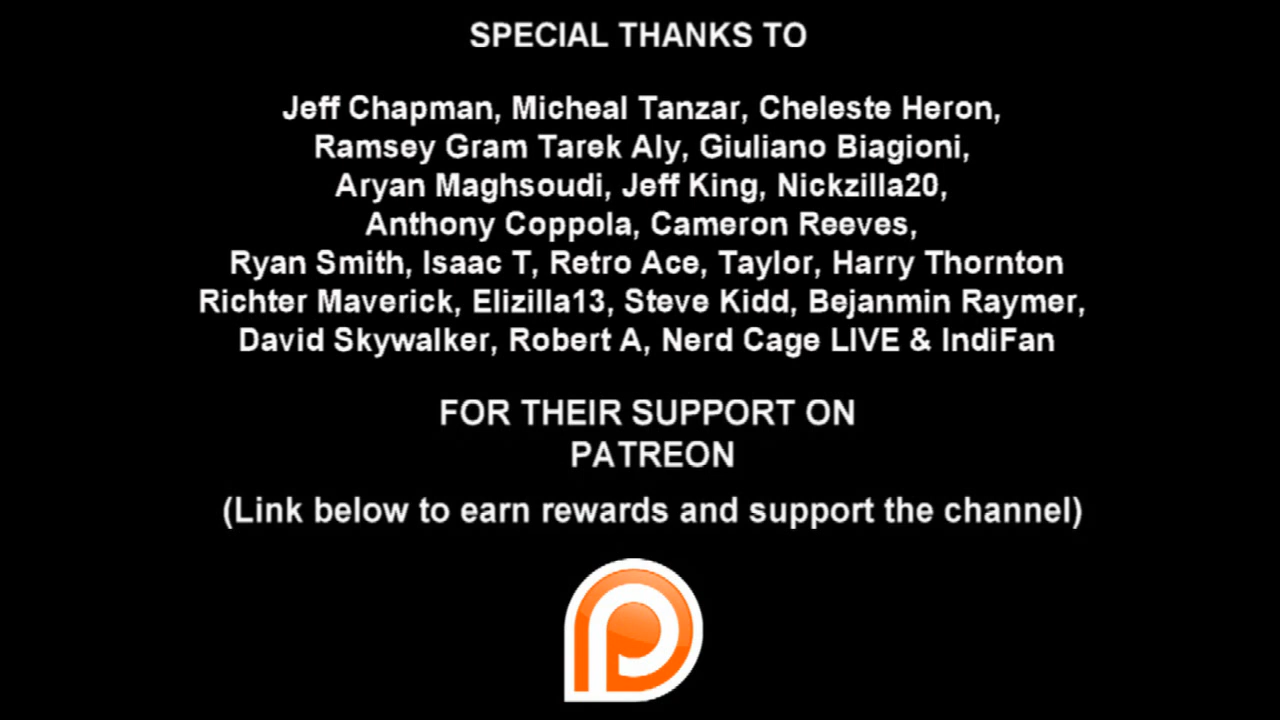 SPECIAL THANKS TO
Jeff Chapman, Micheal Tanzar, Cheleste Heron,
Ramsey Gram Tarek Aly, Giuliano Biagioni,
Aryan Maghsoudi, Jeff King, Nickzilla20,
Anthony Coppola, Cameron Reeves,
Ryan Smith, Isaac T, Retro Ace, Taylor, Harry Thornton
Richter Maverick, Elizilla13, Steve Kidd, Bejanmin Raymer,
David Skywalker, Robert A, Nerd Cage LIVE & IndiFan
FOR THEIR SUPPORT ON
PATREON
(Link below to earn rewards and support the channel)